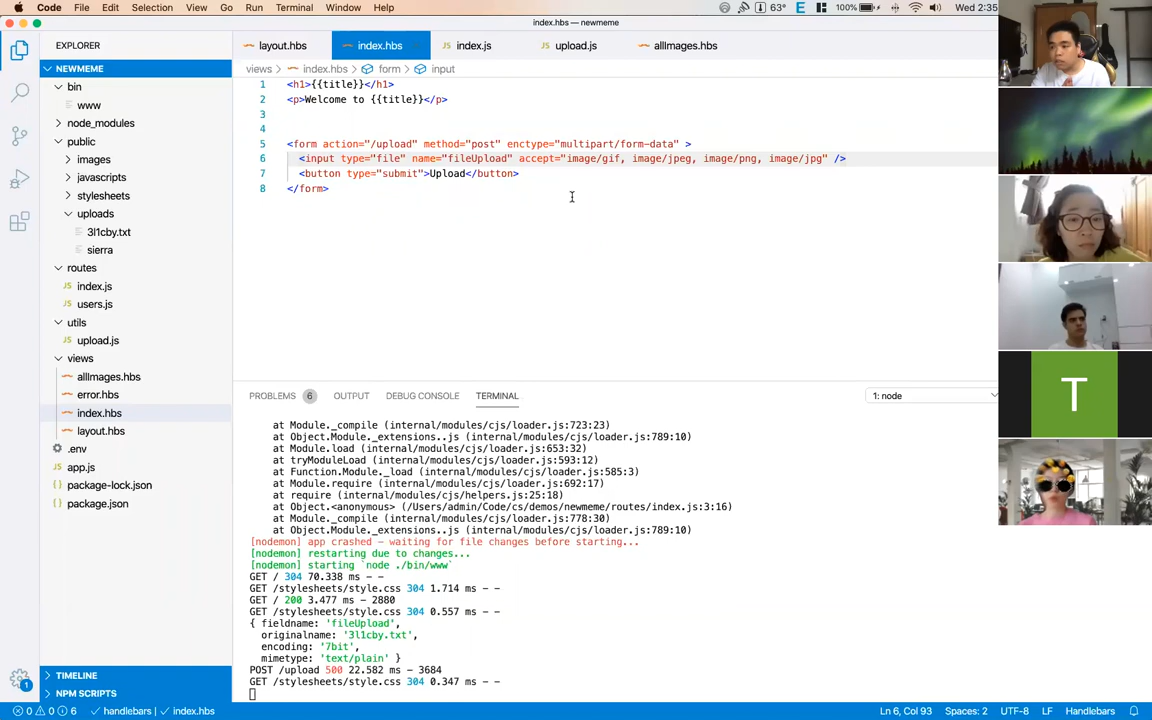 Code File Edit Selection View Go Run Terminal Window Help 63° E 100% Wed 2:35
index.hbs — newmeme
EXPLORER
NEWMEME
bin
www
node_modules
public
images
javascripts
stylesheets
uploads
3l1cby.txt
sierra
routes
JS index.js
JS users.js
utils
JS upload.js
views
allImages.hbs
error.hbs
index.hbs
layout.hbs
.env
JS app.js
{} package-lock.json
{} package.json
TIMELINE
NPM SCRIPTS
layout.hbs index.hbs JS index.js JS upload.js allImages.hbs
views > index.hbs > form > input
1 <h1>{{title}}</h1>
2 <p>Welcome to {{title}}</p>
3
4
5 <form action="/upload" method="post" enctype="multipart/form-data" >
6 <input type="file" name="fileUpload" accept="image/gif, image/jpeg, image/png, image/jpg" />
7 <button type="submit">Upload</button>
8 </form>
PROBLEMS 6 OUTPUT DEBUG CONSOLE TERMINAL 1: node
at Module._compile (internal/modules/cjs/loader.js:723:23)
at Object.Module._extensions..js (internal/modules/cjs/loader.js:789:10)
at Module.load (internal/modules/cjs/loader.js:653:32)
at tryModuleLoad (internal/modules/cjs/loader.js:593:12)
at Function.Module._load (internal/modules/cjs/loader.js:585:3)
at Module.require (internal/modules/cjs/loader.js:692:17)
at require (internal/modules/cjs/helpers.js:25:18)
at Object.<anonymous> (/Users/admin/Code/cs/demos/newmeme/routes/index.js:3:16)
at Module._compile (internal/modules/cjs/loader.js:778:30)
at Object.Module._extensions..js (internal/modules/cjs/loader.js:789:10)
[nodemon] app crashed - waiting for file changes before starting...
[nodemon] restarting due to changes...
[nodemon] starting `node ./bin/www`
GET / 304 70.338 ms - -
GET /stylesheets/style.css 304 1.714 ms - -
GET / 200 3.477 ms - 2880
GET /stylesheets/style.css 304 0.557 ms - -
{ fieldname: 'fileUpload',
originalname: '3l1cby.txt',
encoding: '7bit',
mimetype: 'text/plain' }
POST /upload 500 22.582 ms - 3684
GET /stylesheets/style.css 304 0.347 ms - -
T
1
0 0 6 handlebars | index.hbs Ln 6, Col 93 Spaces: 2 UTF-8 LF Handlebars